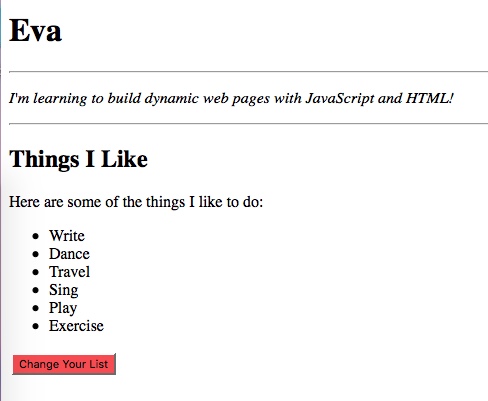 Eva
I'm learning to build dynamic web pages with JavaScript and HTML!
Things I Like
Here are some of the things I like to do:
Write
Dance
Travel
Sing
Play
Exercise
Change Your List